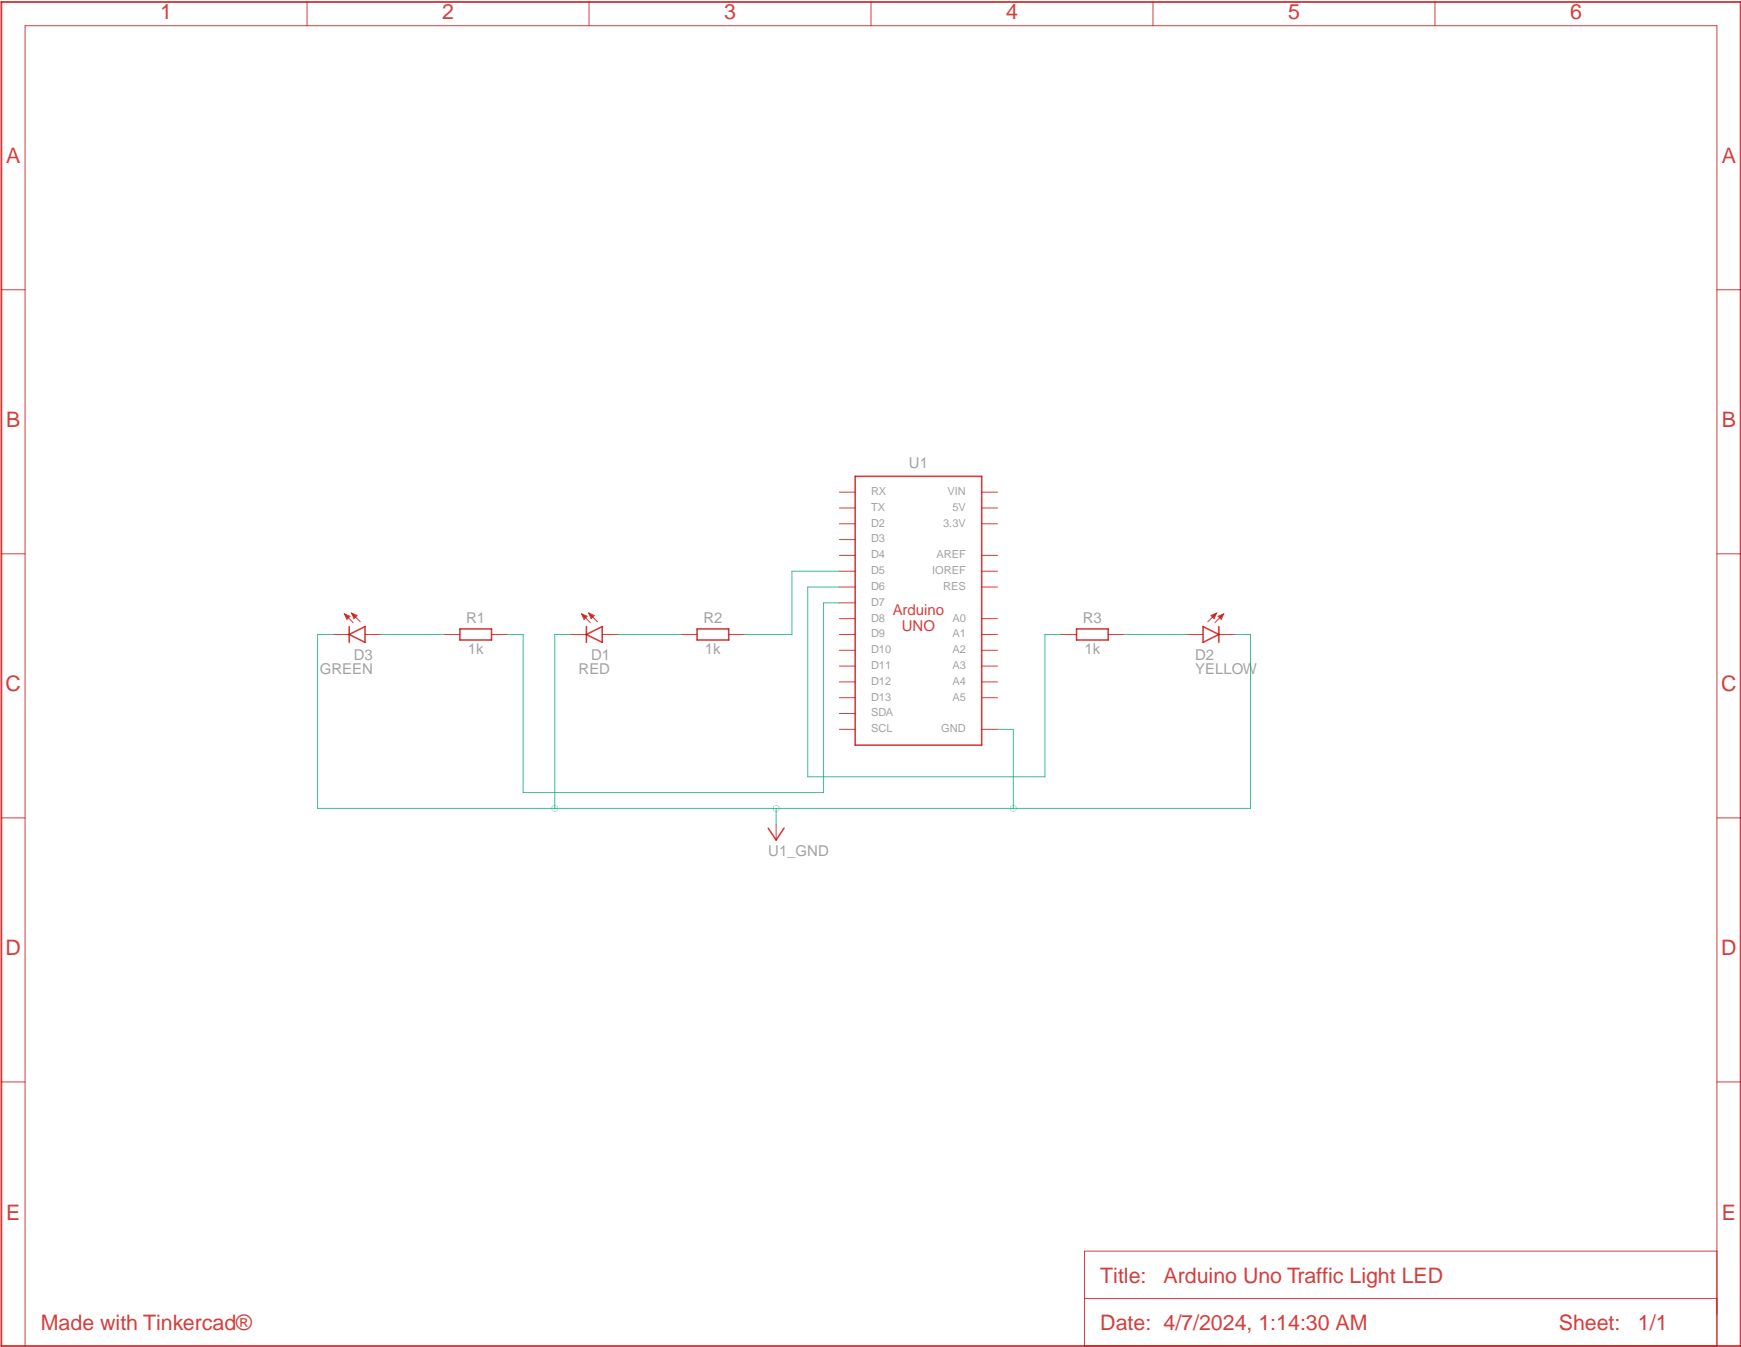 1 2 3 4 5 6
A A
B B
C C
D D
E E
U1
RX VIN
TX 5V
D2 3.3V
D3
D4 AREF
D5 IOREF
D6 RES
D7
Arduino
UNO
D8 A0
D9 A1
D10 A2
D11 A3
D12 A4
D13 A5
SDA
SCL GND
R1
1k
D3
GREEN
R2
1k
D1
RED
R3
1k
D2
YELLOW
U1_GND
Title: Arduino Uno Traffic Light LED
Date: 4/7/2024, 1:14:30 AM Sheet: 1/1
Made with Tinkercad®